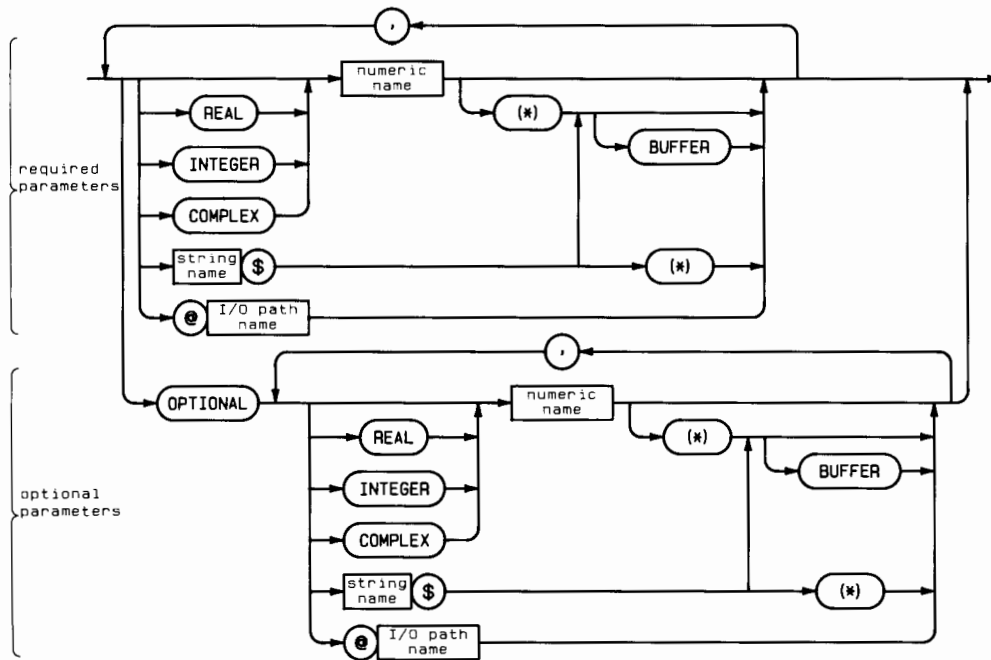 ,
numeric
name
(*)
REAL
BUFFER
INTEGER
required
parameters
COMPLEX
string
name
$
(*)
@
I/O path
name
,
OPTIONAL
numeric
name
(*)
REAL
BUFFER
INTEGER
optional
parameters
COMPLEX
string
name
$
(*)
@
I/O path
name